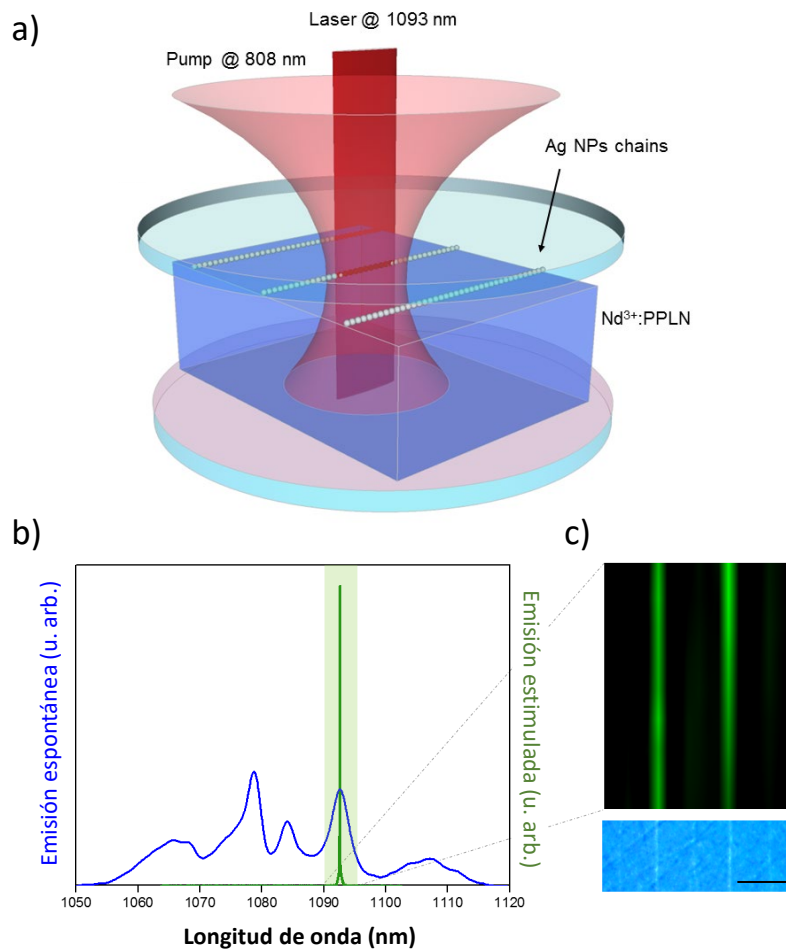 a)
Laser @ 1093 nm
Pump @ 808 nm
Ag NPs chains
Nd³⁺:PPLN
b)
c)
Emisión espontánea (u. arb.)
Emisión estimulada (u. arb.)
1050 1060 1070 1080 1090 1100 1110 1120
Longitud de onda (nm)